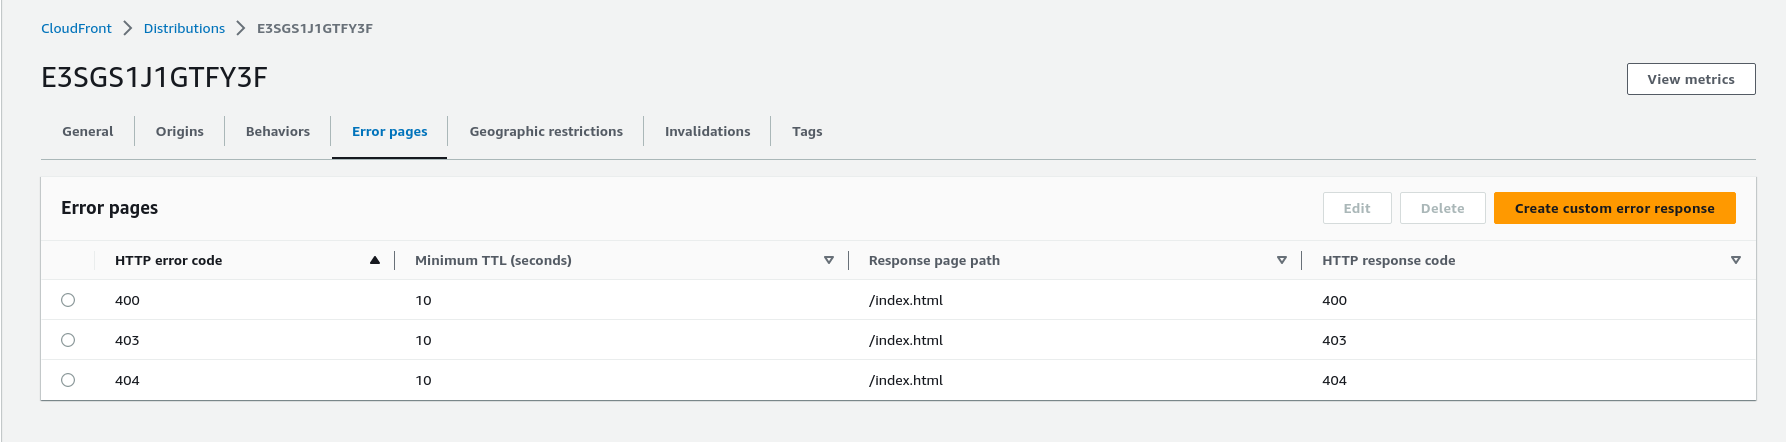 CloudFront Distributions E3SGS1J1GTFY3F
E3SGS1J1GTFY3F
View metrics
General Origins Behaviors Error pages Geographic restrictions Invalidations Tags
Error pages Edit Delete Create custom error response
HTTP error code Minimum TTL (seconds) Response page path HTTP response code
400 10 /index.html 400
403 10 /index.html 403
404 10 /index.html 404